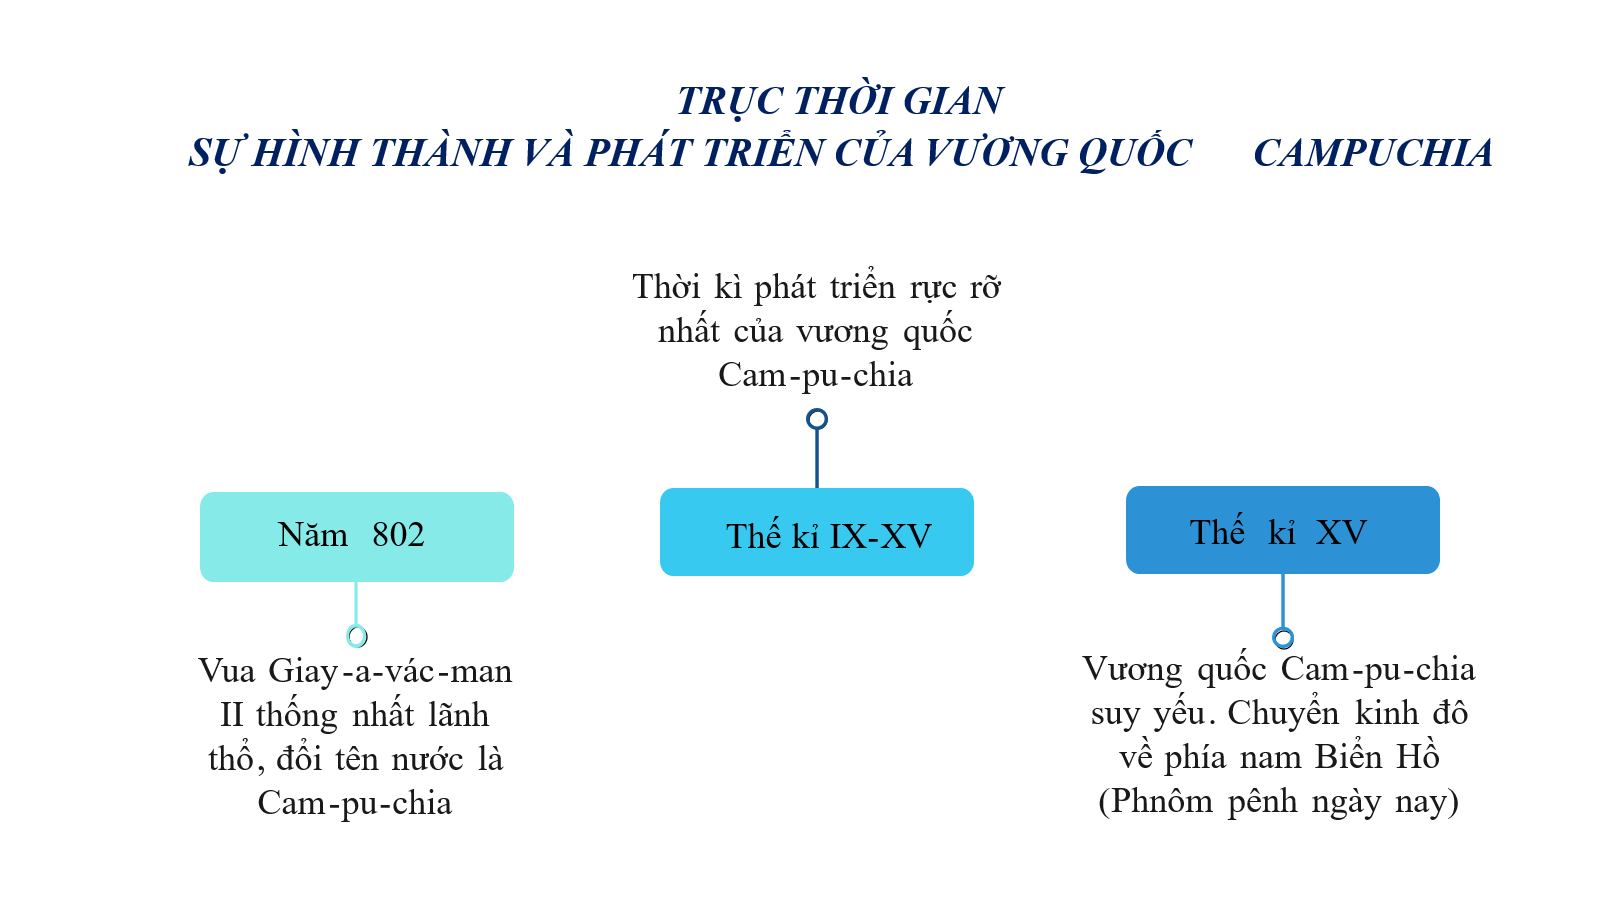 TRỤC THỜI GIAN
SỰ HÌNH THÀNH VÀ PHÁT TRIỂN CỦA VƯƠNG QUỐC CAMPUCHIA
Thời kì phát triển rực rỡ
nhất của vương quốc
Cam-pu-chia
Năm 802
Thế kỉ IX-XV
Thế kỉ XV
Vua Giay-a-vác-man
II thống nhất lãnh
thổ, đổi tên nước là
Cam-pu-chia
Vương quốc Cam-pu-chia
suy yếu. Chuyển kinh đô
về phía nam Biển Hồ
(Phnôm pênh ngày nay)